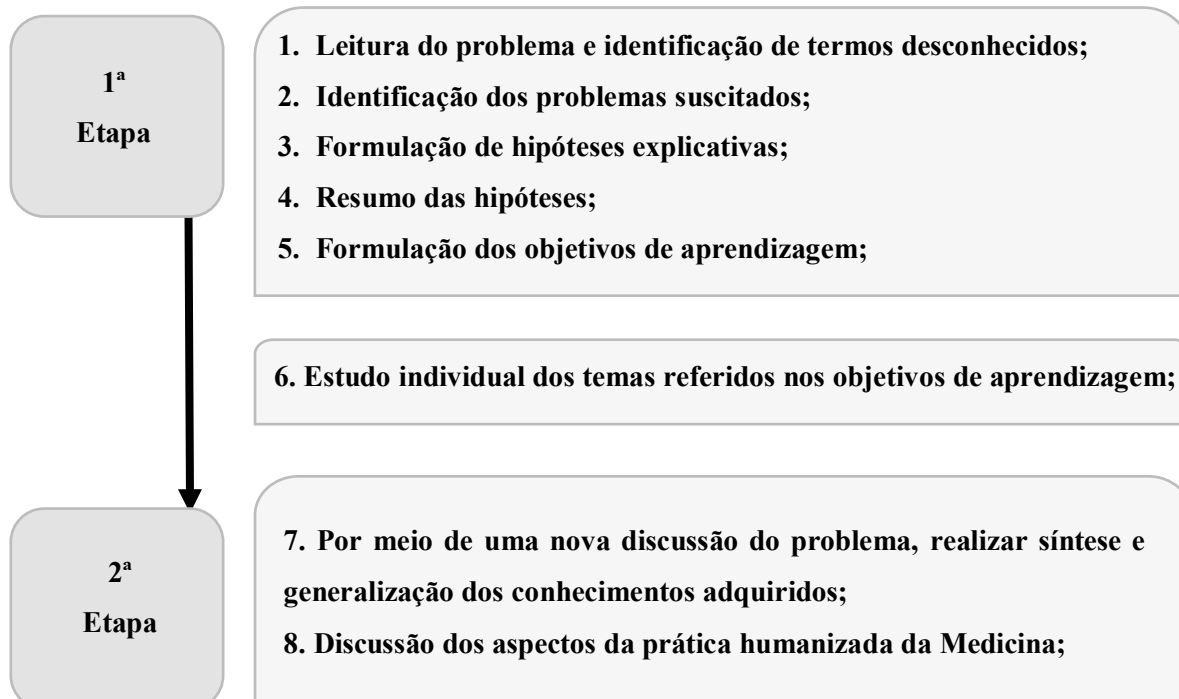 1ª
Etapa
1. Leitura do problema e identificação de termos desconhecidos;
2. Identificação dos problemas suscitados;
3. Formulação de hipóteses explicativas;
4. Resumo das hipóteses;
5. Formulação dos objetivos de aprendizagem;
6. Estudo individual dos temas referidos nos objetivos de aprendizagem;
2ª
Etapa
7. Por meio de uma nova discussão do problema, realizar síntese e
generalização dos conhecimentos adquiridos;
8. Discussão dos aspectos da prática humanizada da Medicina;